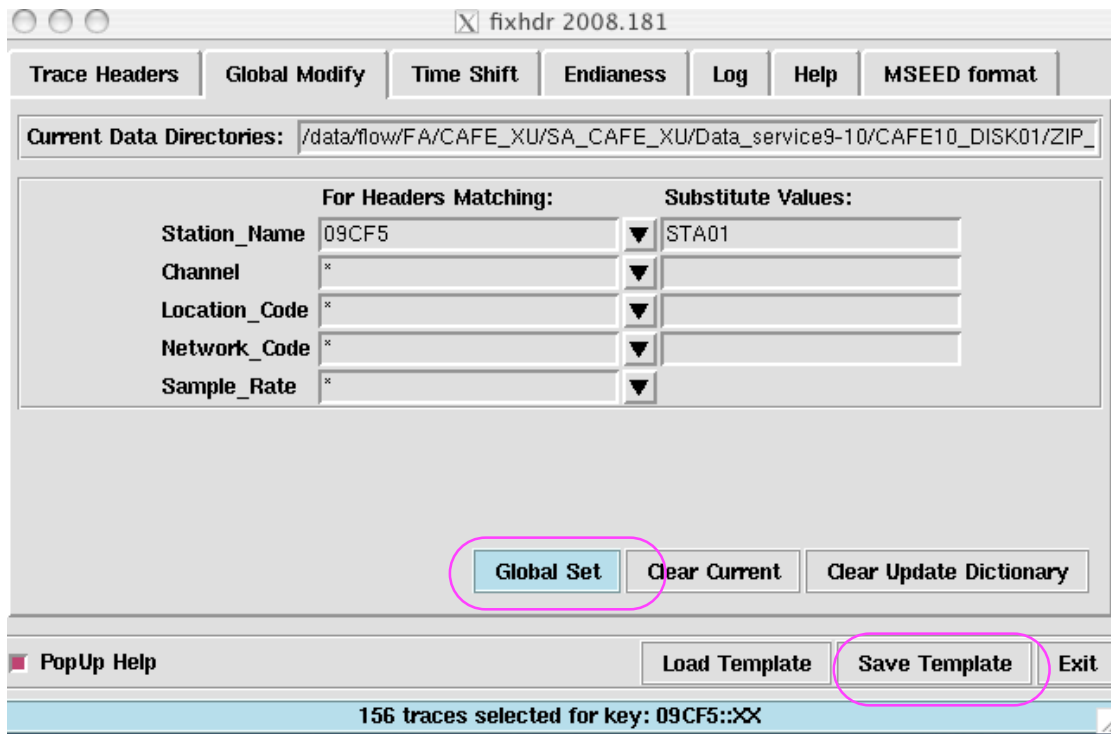 X fixhdr 2008.181
Trace Headers Global Modify Time Shift Endianess Log Help MSEED format
Current Data Directories: /data/flow/FA/CAFE_XU/SA_CAFE_XU/Data_service9-10/CAFE10_DISK01/ZIP_
For Headers Matching: Substitute Values:
Station_Name 09CF5 STA01
Channel *
Location_Code *
Network_Code *
Sample_Rate *
Global Set Clear Current Clear Update Dictionary
PopUp Help Load Template Save Template Exit
156 traces selected for key: 09CF5::XX